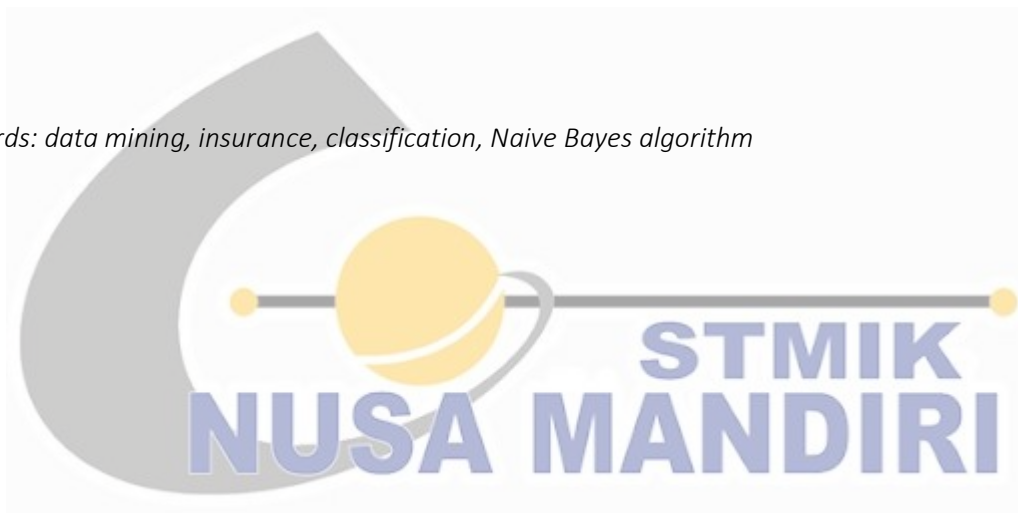 rds: data mining, insurance, classification, Naive Bayes algorithm
STMIK
NUSA MANDIRI